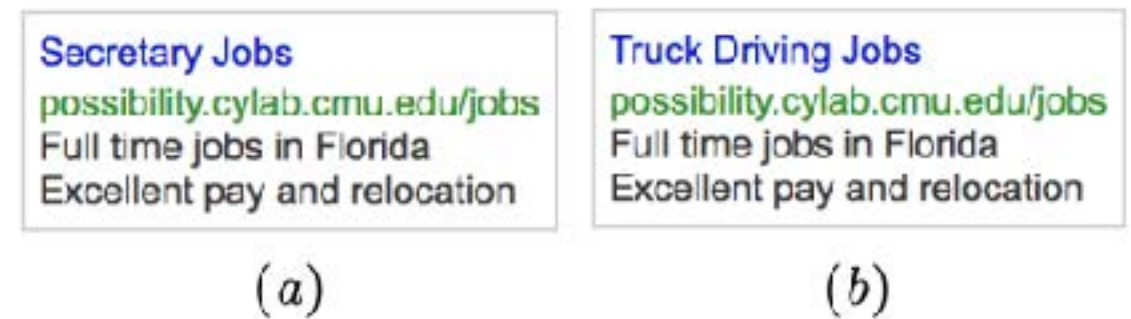 Secretary Jobs
possibility.cylab.cmu.edu/jobs
Full time jobs in Florida
Excellent pay and relocation
(a)
Truck Driving Jobs
possibility.cylab.cmu.edu/jobs
Full time jobs in Florida
Excellent pay and relocation
(b)